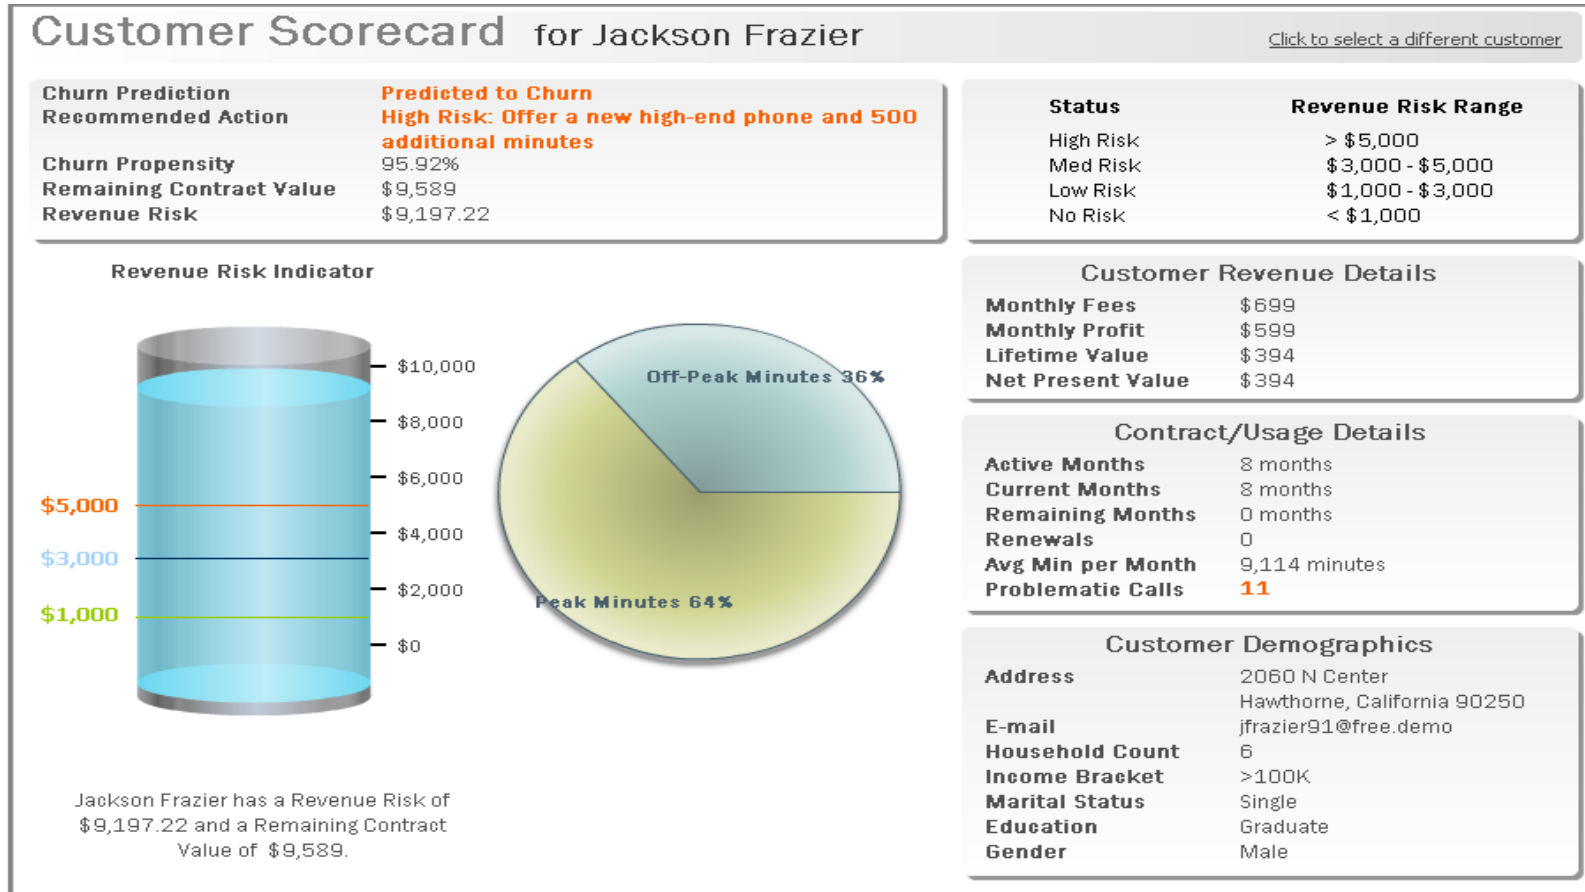 Customer Scorecard for Jackson Frazier
Click to select a different customer
Churn Prediction Predicted to Churn
Recommended Action High Risk: Offer a new high-end phone and 500
additional minutes
Churn Propensity 95.92%
Remaining Contract Value $9,589
Revenue Risk $9,197.22
Status Revenue Risk Range
High Risk > $5,000
Med Risk $3,000 - $5,000
Low Risk $1,000 - $3,000
No Risk < $1,000
Revenue Risk Indicator
$10,000
$8,000
$6,000
$5,000
$4,000
$3,000
$2,000
$1,000
$0
Off-Peak Minutes 36%
Peak Minutes 64%
Jackson Frazier has a Revenue Risk of
$9,197.22 and a Remaining Contract
Value of $9,589.
Customer Revenue Details
Monthly Fees $699
Monthly Profit $599
Lifetime Value $394
Net Present Value $394
Contract/Usage Details
Active Months 8 months
Current Months 8 months
Remaining Months 0 months
Renewals 0
Avg Min per Month 9,114 minutes
Problematic Calls 11
Customer Demographics
Address 2060 N Center
Hawthorne, California 90250
E-mail jfrazier91@free.demo
Household Count 6
Income Bracket >100K
Marital Status Single
Education Graduate
Gender Male